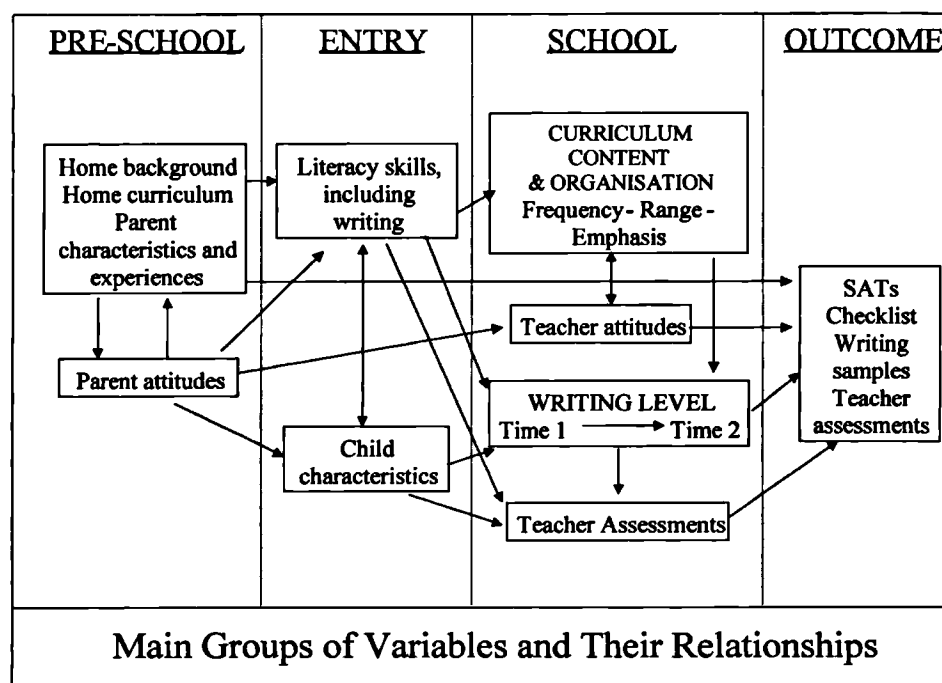 PRE-SCHOOL
ENTRY
SCHOOL
OUTCOME
Home background
Home curriculum
Parent
characteristics and
experiences
Parent attitudes
Literacy skills,
including
writing
Child
characteristics
CURRICULUM
CONTENT
& ORGANISATION
Frequency - Range -
Emphasis
Teacher attitudes
WRITING LEVEL
Time 1 Time 2
Teacher Assessments
SATs
Checklist
Writing
samples
Teacher
assessments
Main Groups of Variables and Their Relationships